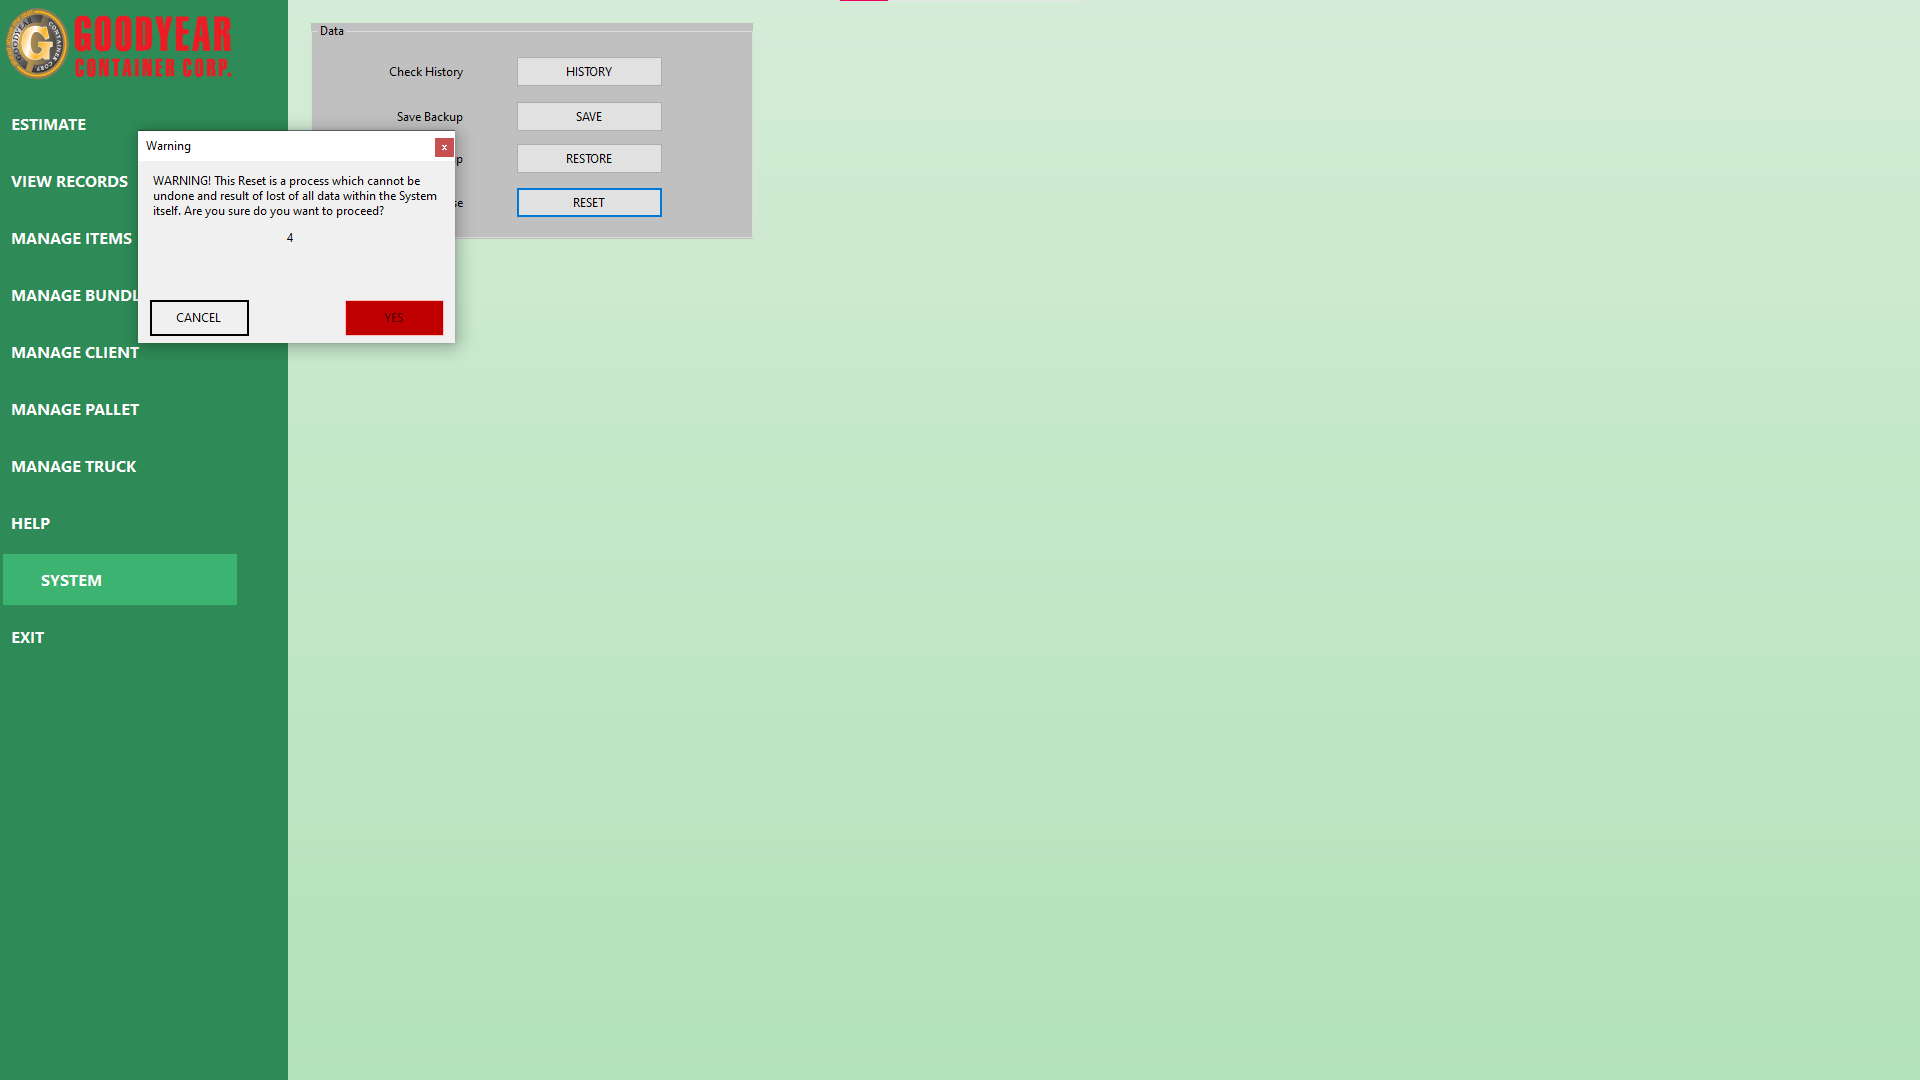 GOODYEAR
CONTAINER CORP.
ESTIMATE
VIEW RECORDS
MANAGE ITEMS
MANAGE BUNDL
MANAGE CLIENT
MANAGE PALLET
MANAGE TRUCK
HELP
SYSTEM
EXIT
Data
Check History
HISTORY
Save Backup
SAVE
p
RESTORE
se
RESET
Warning
x
WARNING! This Reset is a process which cannot be
undone and result of lost of all data within the System
itself. Are you sure do you want to proceed?
4
CANCEL
YES